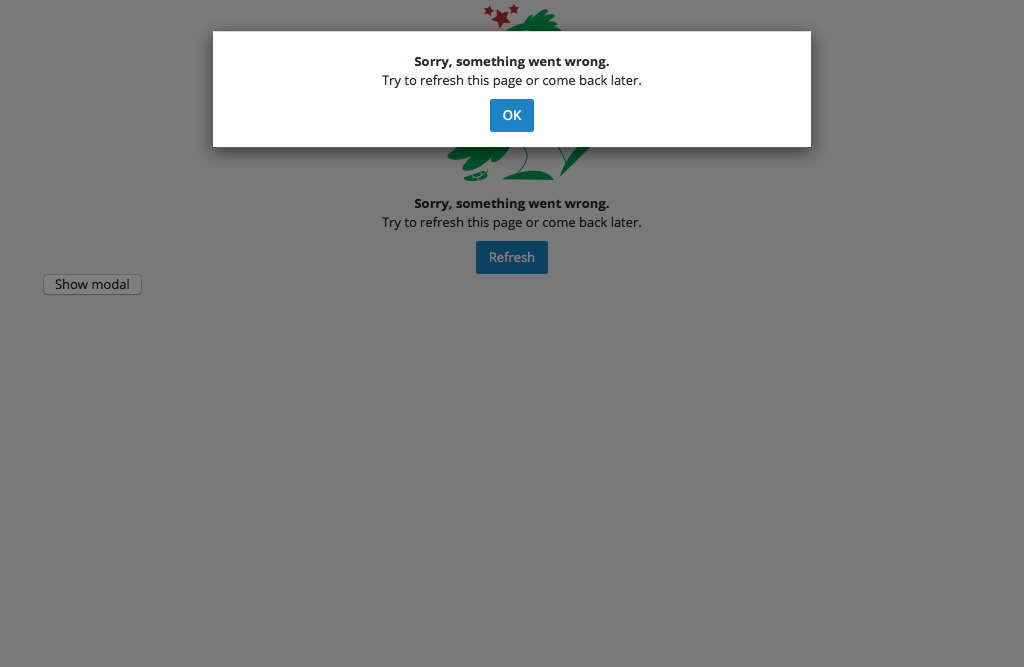 Sorry, something went wrong.
Try to refresh this page or come back later.
OK
Sorry, something went wrong.
Try to refresh this page or come back later.
Refresh
Show modal